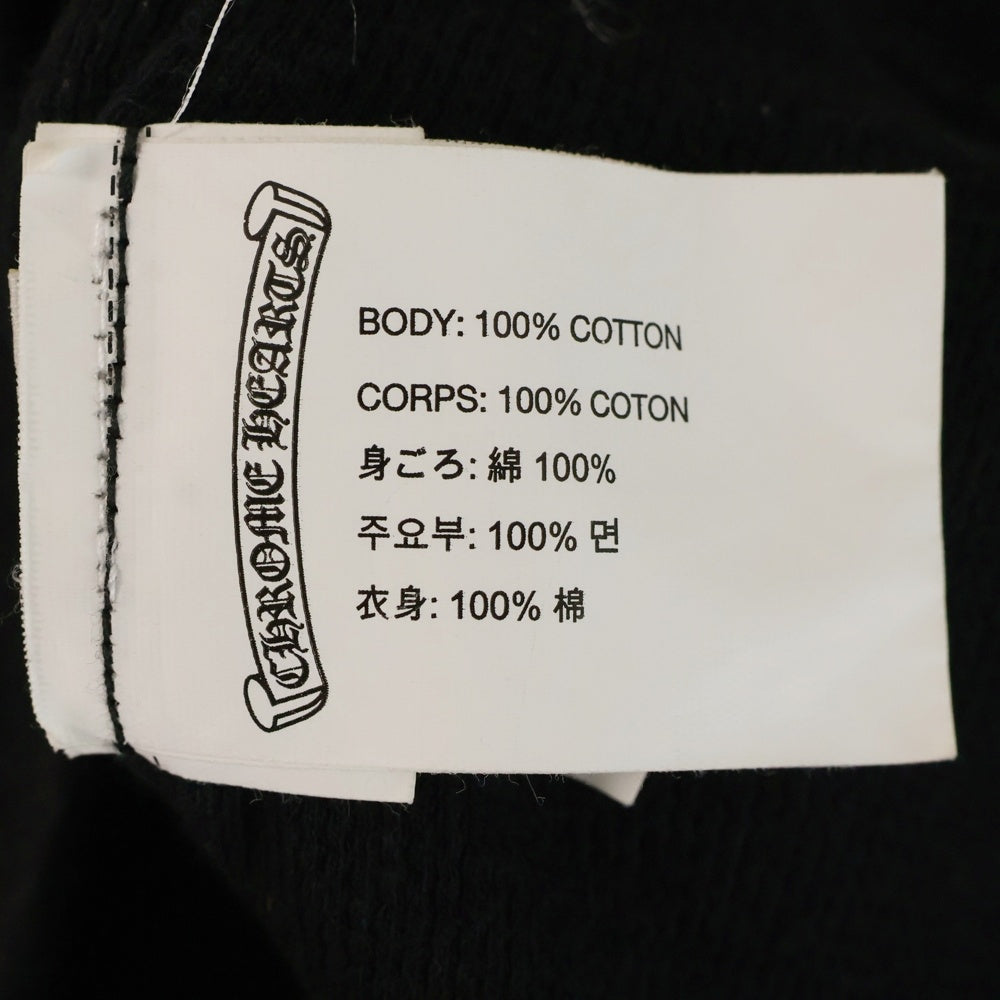 CHROME HEARTS
BODY: 100% COTTON
CORPS: 100% COTON
身ごろ: 綿 100%
주요부: 100% 면
衣身: 100% 棉